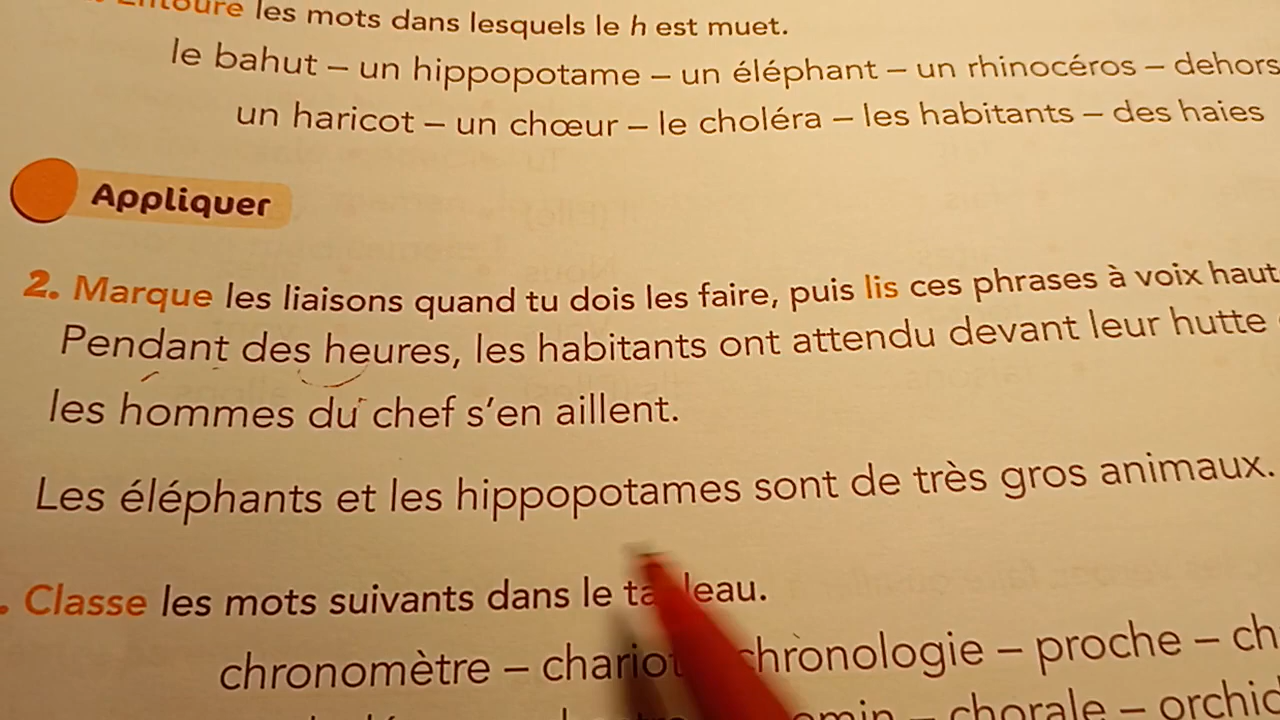 Entoure les mots dans lesquels le h est muet.
le bahut – un hippopotame – un éléphant – un rhinocéros – dehors
un haricot – un chœur – le choléra – les habitants – des haies
Appliquer
2. Marque les liaisons quand tu dois les faire, puis lis ces phrases à voix haut
Pendant des heures, les habitants ont attendu devant leur hutte
les hommes du chef s'en aillent.
Les éléphants et les hippopotames sont de très gros animaux.
. Classe les mots suivants dans le tableau.
chronomètre – chariot chronologie – proche – ch
– chorale – orchid